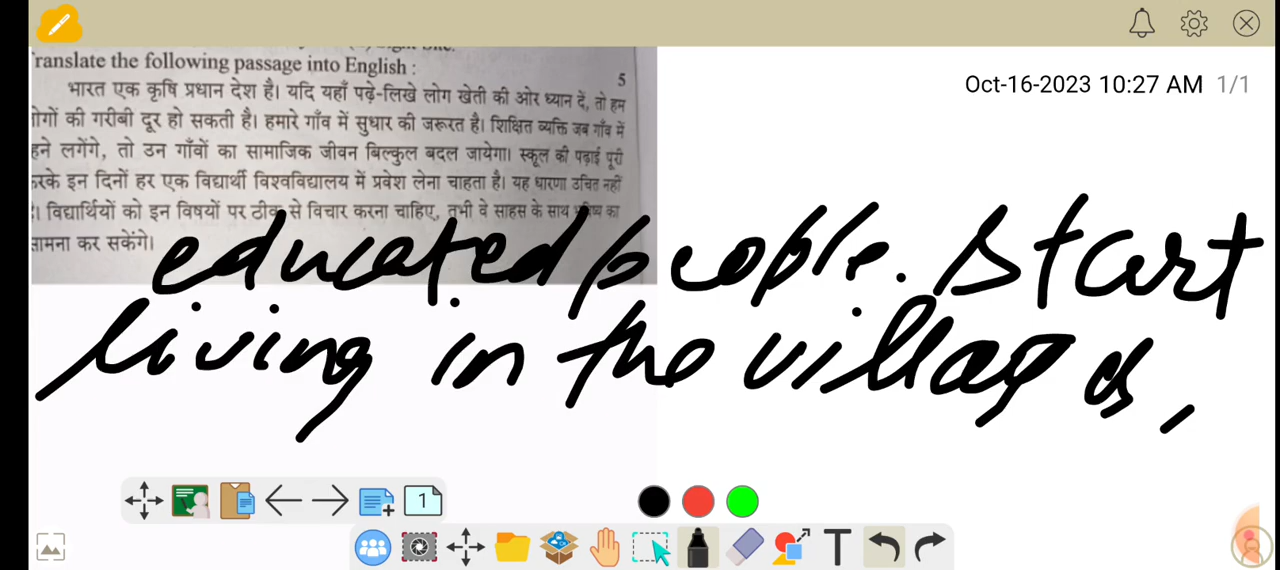 Translate the following passage into English :
5
भारत एक कृषि प्रधान देश है। यदि यहाँ पढ़े-लिखे लोग खेती की ओर ध्यान दें, तो हम
लोगों की गरीबी दूर हो सकती है। हमारे गाँव में सुधार की जरूरत है। शिक्षित व्यक्ति जब गाँव में
रहने लगेंगे, तो उन गाँवों का सामाजिक जीवन बिल्कुल बदल जायेगा। स्कूल की पढ़ाई पूरी
करके इन दिनों हर एक विद्यार्थी विश्वविद्यालय में प्रवेश लेना चाहता है। यह धारणा उचित नहीं
है। विद्यार्थियों को इन विषयों पर ठीक से विचार करना चाहिए, तभी वे साहस के साथ का
सामना कर सकेंगे।
Oct-16-2023 10:27 AM 1/1
educated people. start
living in the villages,
1
T